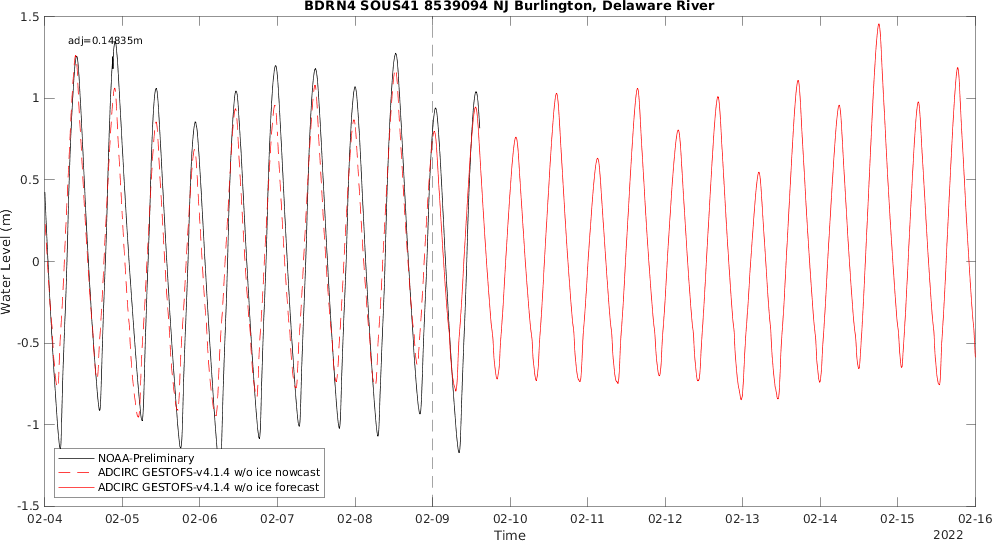 BDRN4 SOUS41 8539094 NJ Burlington, Delaware River
1.5
adj=0.14835m
1
0.5
0
-0.5
-1
-1.5
Water Level (m)
NOAA-Preliminary
ADCIRC GESTOFS-v4.1.4 w/o ice nowcast
ADCIRC GESTOFS-v4.1.4 w/o ice forecast
02-04 02-05 02-06 02-07 02-08 02-09 02-10 02-11 02-12 02-13 02-14 02-15 02-16
Time
2022